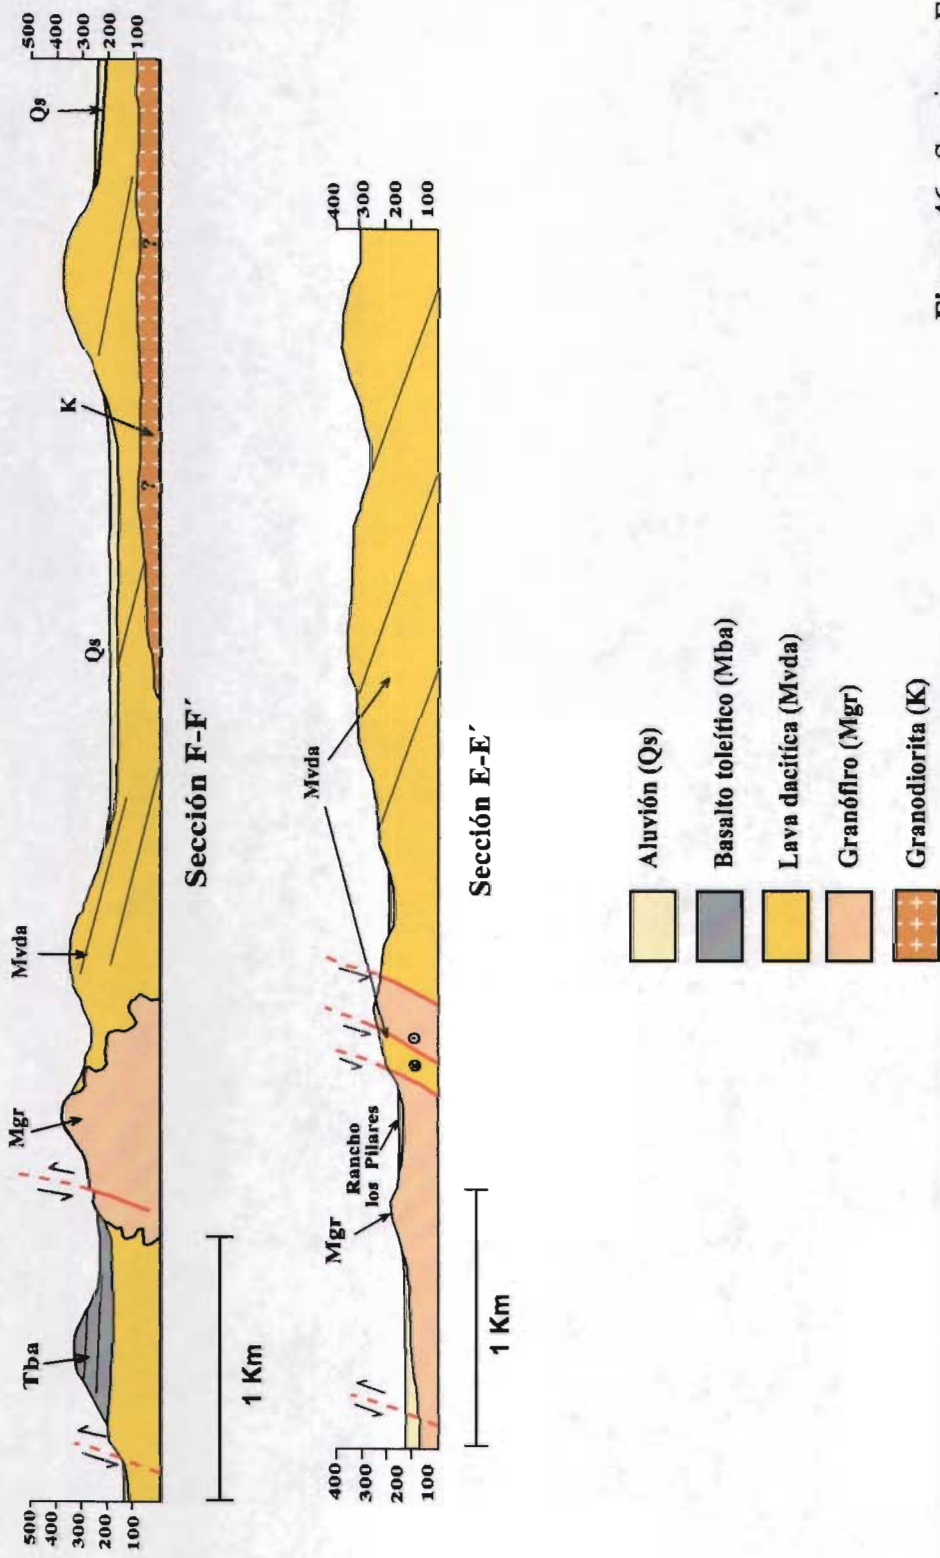 500
400
300
200
100
Tba
Mgr
Mvda
Qs
K
Qs
500
400
300
200
100
? ?
1 Km
Sección F-F´
400
300
200
100
Mgr
Rancho
los Pilares
Mvda
400
300
200
100
1 Km
Sección E-E´
Aluvión (Qs)
Basalto toleítico (Mba)
Lava dacitíca (Mvda)
Granófiro (Mgr)
Granodiorita (K)